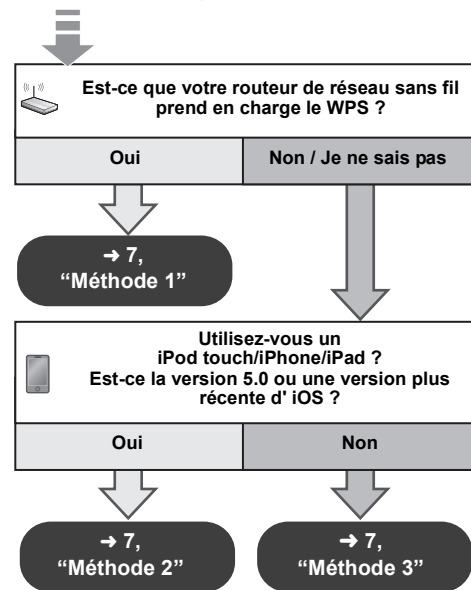 Est-ce que votre routeur de réseau sans fil
prend en charge le WPS ?
Oui
Non / Je ne sais pas
➜ 7,
“Méthode 1”
Utilisez-vous un
iPod touch/iPhone/iPad ?
Est-ce la version 5.0 ou une version plus
récente d' iOS ?
Oui
Non
➜ 7,
“Méthode 2”
➜ 7,
“Méthode 3”